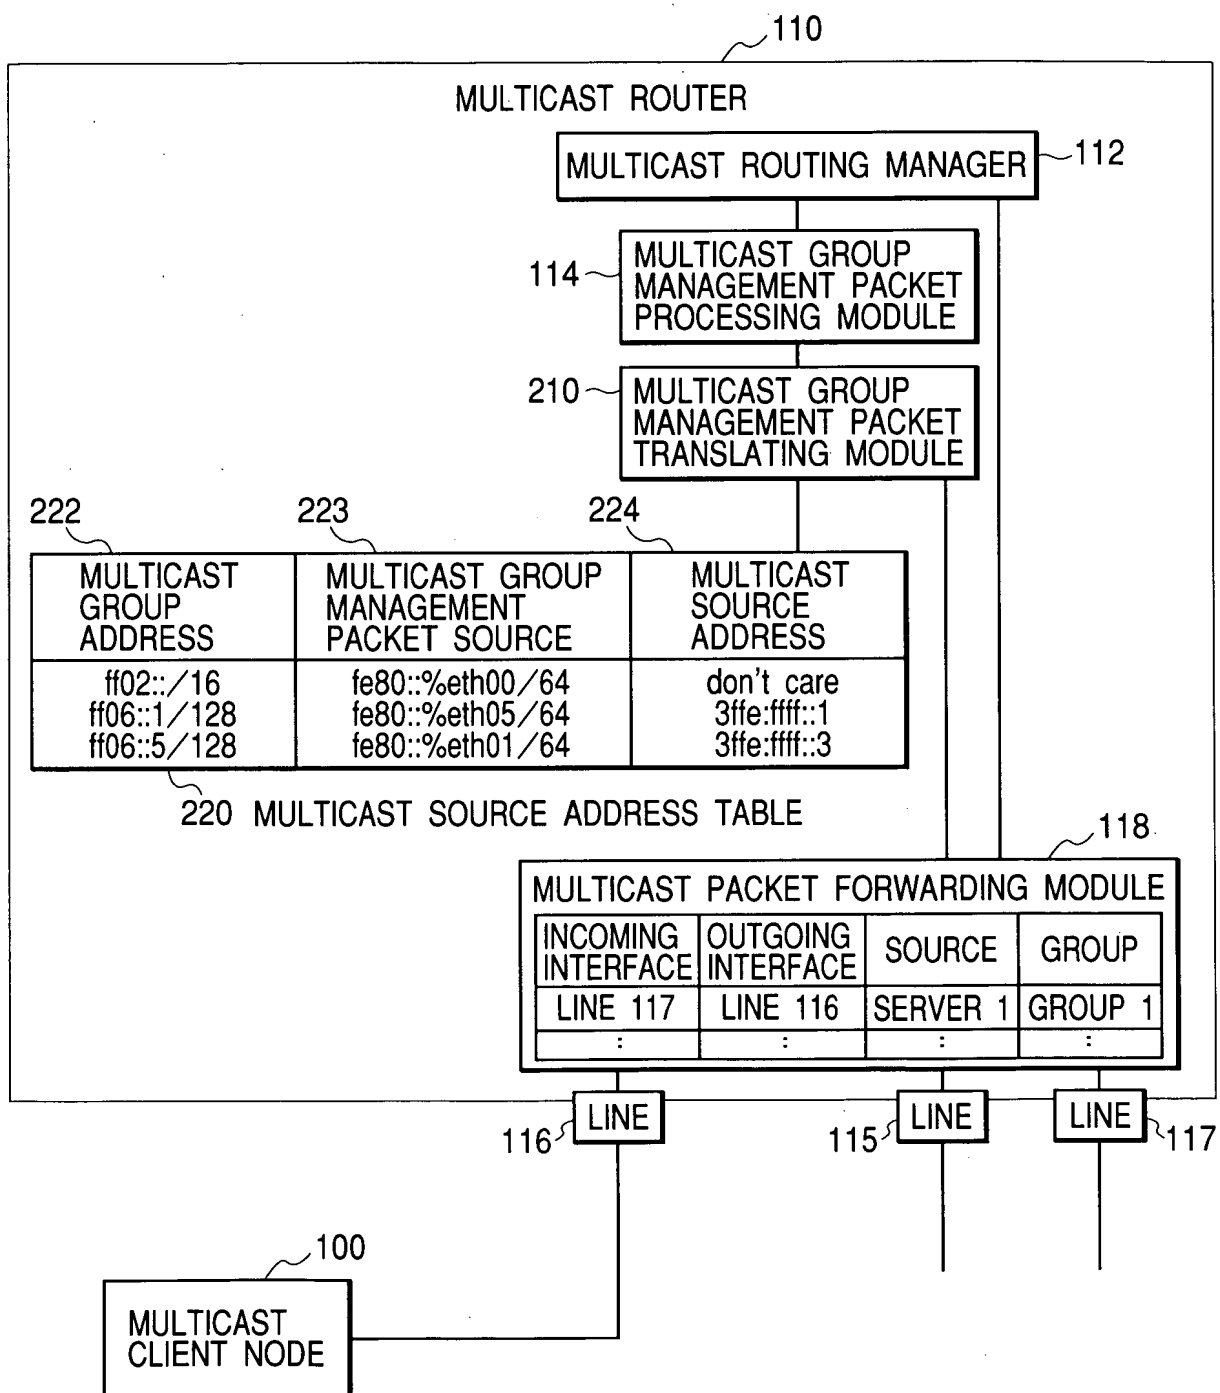 110
MULTICAST ROUTER
MULTICAST ROUTING MANAGER
112
114
MULTICAST GROUP
MANAGEMENT PACKET
PROCESSING MODULE
210
MULTICAST GROUP
MANAGEMENT PACKET
TRANSLATING MODULE
222
223
224
MULTICAST
GROUP
ADDRESS
MULTICAST GROUP
MANAGEMENT
PACKET SOURCE
MULTICAST
SOURCE
ADDRESS
ff02::/16
fe80::%eth00/64
don't care
ff06::1/128
fe80::%eth05/64
3ffe:ffff::1
ff06::5/128
fe80::%eth01/64
3ffe:ffff::3
220 MULTICAST SOURCE ADDRESS TABLE
118
MULTICAST PACKET FORWARDING MODULE
INCOMING
INTERFACE
OUTGOING
INTERFACE
SOURCE
GROUP
LINE 117
LINE 116
SERVER 1
GROUP 1
:
:
:
:
116
LINE
115
LINE
LINE
117
100
MULTICAST
CLIENT NODE